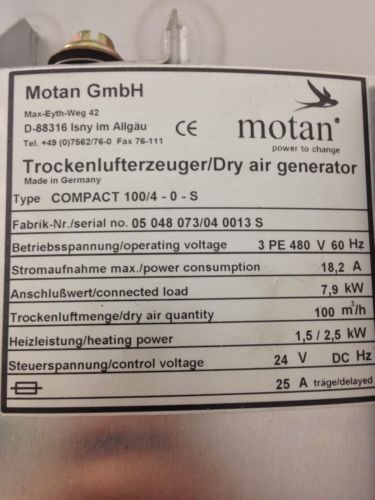 Motan GmbH
Max-Eyth-Weg 42
D-88316 Isny im Allgäu
Tel. +49 (0)7562/76-0 Fax 76-111
CE
motan®
power to change
Trockenlufterzeuger/Dry air generator
Made in Germany
Type COMPACT 100/4 - 0 - S
Fabrik-Nr./serial no. 05 048 073/04 0013 S
Betriebsspannung/operating voltage 3 PE 480 V 60 Hz
Stromaufnahme max./power consumption 18,2 A
Anschlußwert/connected load 7,9 kW
Trockenluftmenge/dry air quantity 100 m³/h
Heizleistung/heating power 1,5 / 2,5 kW
Steuerspannung/control voltage 24 V DC Hz
25 A träge/delayed